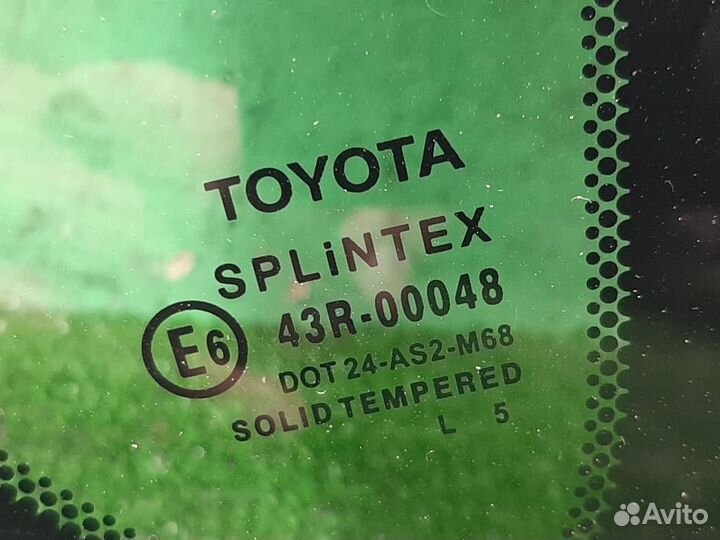 TOYOTA
SPLiNTEX
E6 43R-00048
DOT 24-AS2-M68
SOLID TEMPERED
L 5
Avito